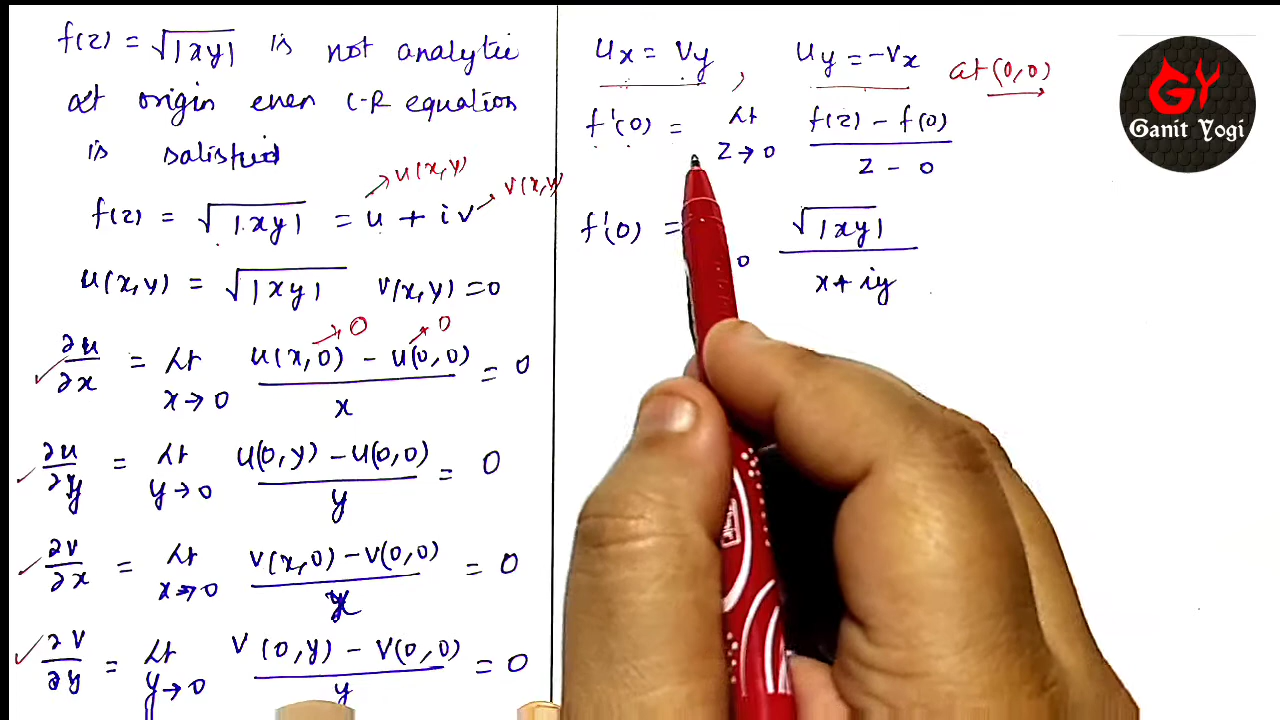 f(z) = √|xy| is not analytic
at origin even C-R equation
is satisfied
f(z) = √|xy| = u + iv
→ u(x,y)
→ v(x,y)
u(x,y) = √|xy| v(x,y) = 0
∂u/∂x = Lt x→0 (u(x,0) - u(0,0))/x = 0
→ 0 → 0
∂u/∂y = Lt y→0 (u(0,y) - u(0,0))/y = 0
∂v/∂x = Lt x→0 (v(x,0) - v(0,0))/x = 0
∂v/∂y = Lt y→0 (v(0,y) - v(0,0))/y = 0
ux = vy , uy = -vx at (0,0)
f'(0) = Lt z→0 (f(z) - f(0))/(z - 0)
f'(0) = 0 √|xy|/(x + iy)
GY
Ganit Yogi